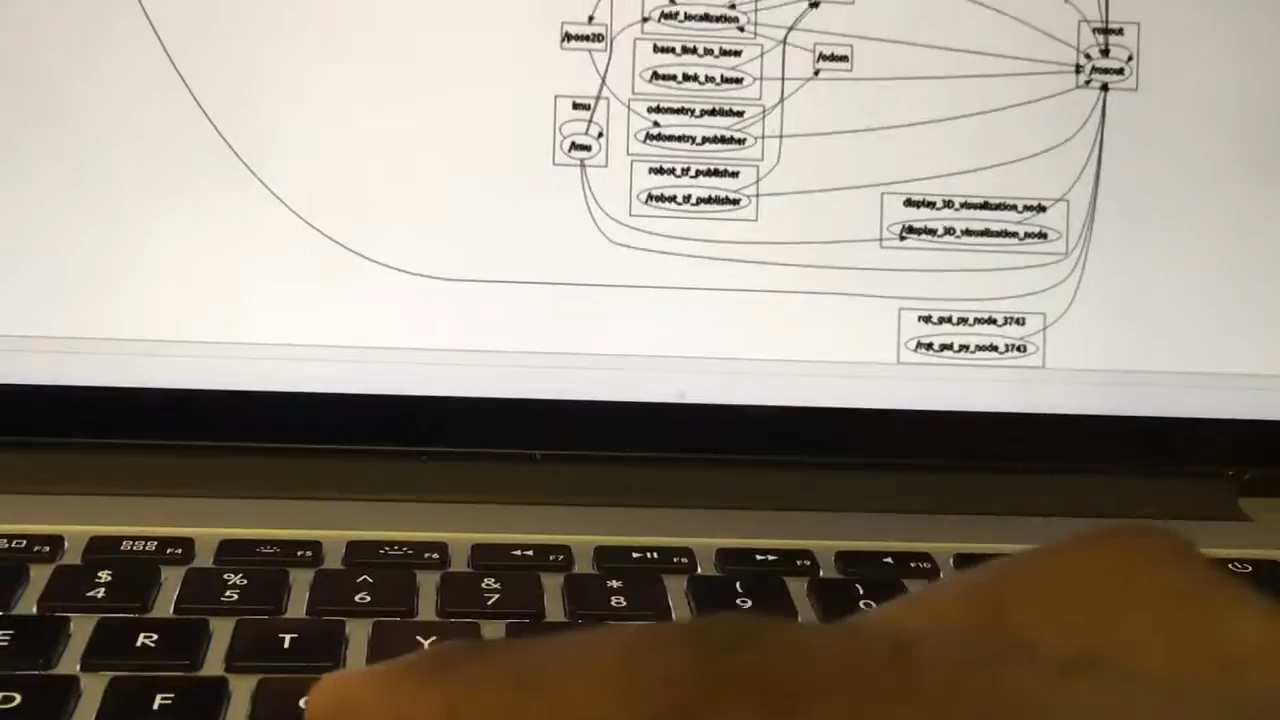 /ekf_localization
/pose2D
base_link_to_laser
/base_link_to_laser
/odom
rosout
/rosout
imu
/imu
odometry_publisher
/odometry_publisher
robot_tf_publisher
/robot_tf_publisher
display_3D_visualization_node
/display_3D_visualization_node
rqt_gui_py_node_3743
/rqt_gui_py_node_3743
F3 F4 F5 F6 F7 F8 F9 F10
$ % ^ & * ( )
4 5 6 7 8 9
E R T Y
D F